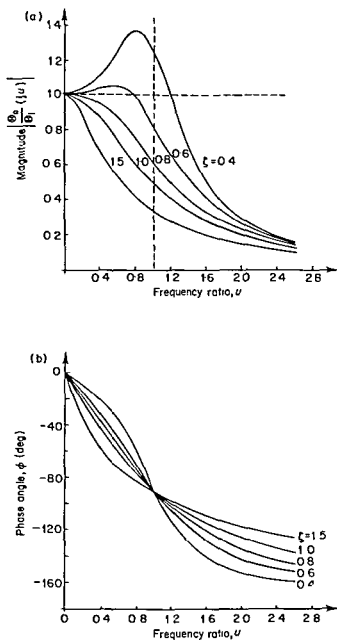 (a)
1.4
1.2
Magnitude |Θo/Θi (ju)|
1.0
0.8
0.6
0.4
0.2
1.5 1.0 0.8 0.6 ζ=0.4
0 0.4 0.8 1.2 1.6 2.0 2.4 2.8
Frequency ratio, u
(b)
0
-40
Phase angle, ϕ (deg)
-80
-120
-160
ζ=1.5
1.0
0.8
0.6
0 0.4 0.8 1.2 1.6 2.0 2.4 2.8
Frequency ratio, u